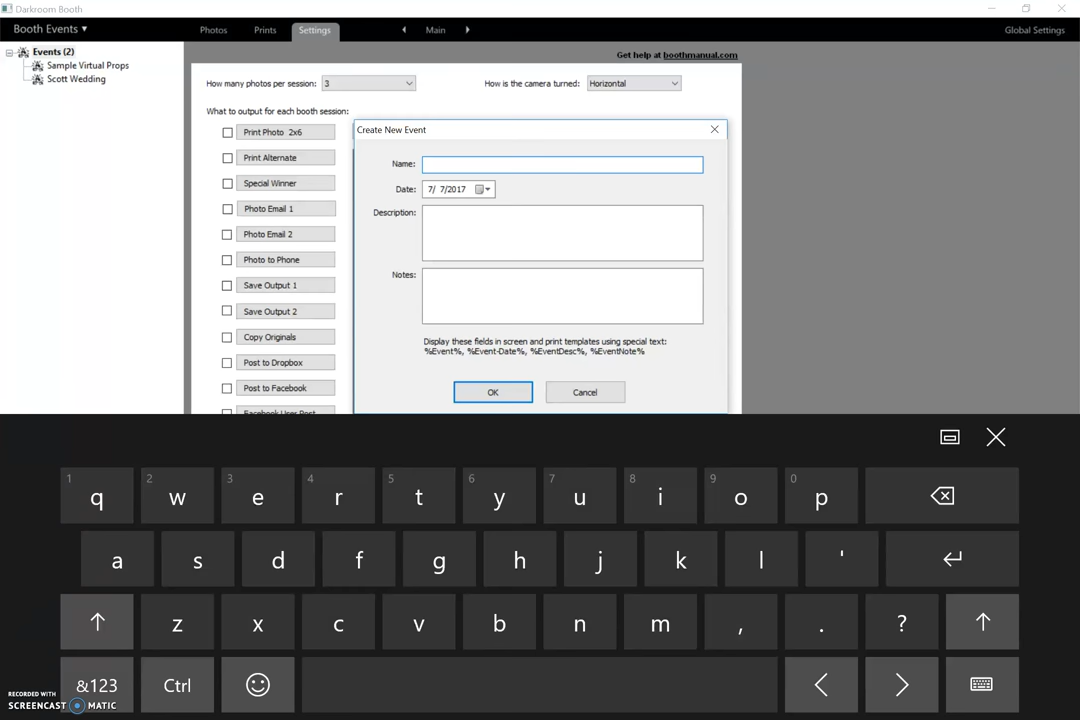 Darkroom Booth
Booth Events ▾ Photos Prints Settings Main Global Settings
Events (2)
Sample Virtual Props
Scott Wedding
Get help at boothmanual.com
How many photos per session: 3 How is the camera turned: Horizontal
What to output for each booth session:
Print Photo 2x6
Print Alternate
Special Winner
Photo Email 1
Photo Email 2
Photo to Phone
Save Output 1
Save Output 2
Copy Originals
Post to Dropbox
Post to Facebook
Facebook User Post
Create New Event
Name:
Date: 7/ 7/2017
Description:
Notes:
Display these fields in screen and print templates using special text:
%Event%, %Event-Date%, %EventDesc%, %EventNote%
OK Cancel
1 q 2 w 3 e 4 r 5 t 6 y 7 u 8 i 9 o 0 p
a s d f g h j k l '
z x c v b n m , . ?
&123 Ctrl
RECORDED WITH
SCREENCAST MATIC